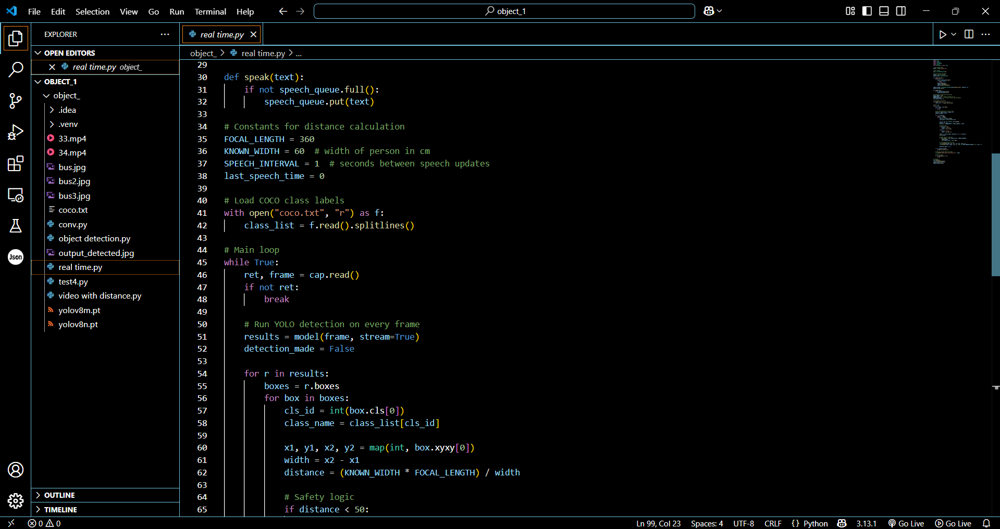 File Edit Selection View Go Run Terminal Help
object_1
EXPLORER
OPEN EDITORS
real time.py object_
OBJECT_1
object_
.idea
.venv
33.mp4
34.mp4
bus.jpg
bus2.jpg
bus3.jpg
coco.txt
conv.py
object detection.py
output_detected.jpg
real time.py
test4.py
video with distance.py
yolov8m.pt
yolov8n.pt
OUTLINE
TIMELINE
Json
real time.py
object_ > real time.py > ...
29
30 def speak(text):
31 if not speech_queue.full():
32 speech_queue.put(text)
33
34 # Constants for distance calculation
35 FOCAL_LENGTH = 360
36 KNOWN_WIDTH = 60 # width of person in cm
37 SPEECH_INTERVAL = 1 # seconds between speech updates
38 last_speech_time = 0
39
40 # Load COCO class labels
41 with open("coco.txt", "r") as f:
42 class_list = f.read().splitlines()
43
44 # Main loop
45 while True:
46 ret, frame = cap.read()
47 if not ret:
48 break
49
50 # Run YOLO detection on every frame
51 results = model(frame, stream=True)
52 detection_made = False
53
54 for r in results:
55 boxes = r.boxes
56 for box in boxes:
57 cls_id = int(box.cls[0])
58 class_name = class_list[cls_id]
59
60 x1, y1, x2, y2 = map(int, box.xyxy[0])
61 width = x2 - x1
62 distance = (KNOWN_WIDTH * FOCAL_LENGTH) / width
63
64 # Safety logic
65 if distance < 50:
0 0
Ln 99, Col 23 Spaces: 4 UTF-8 CRLF {} Python 3.13.1 Go Live Go Live